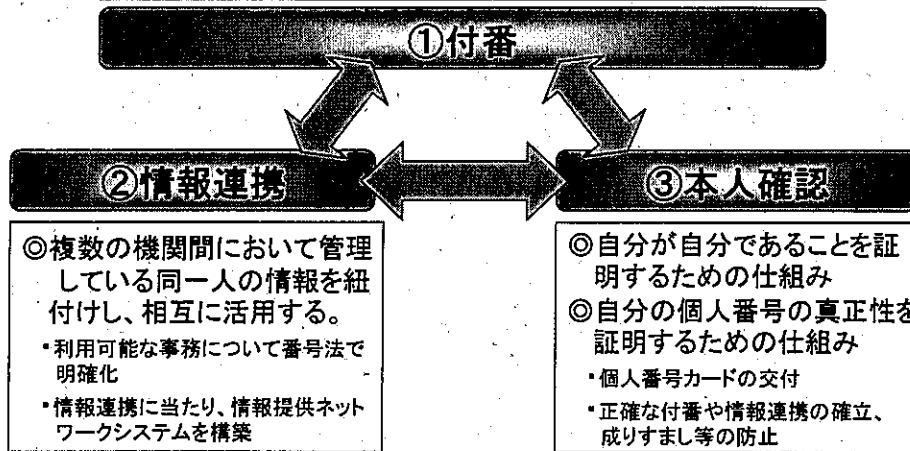 ①付番
②情報連携
◎複数の機関間において管理
している同一人の情報を紐
付けし、相互に活用する。
・利用可能な事務について番号法で
明確化
・情報連携に当たり、情報提供ネット
ワークシステムを構築
③本人確認
◎自分が自分であることを証
明するための仕組み
◎自分の個人番号の真正性を
証明するための仕組み
・個人番号カードの交付
・正確な付番や情報連携の確立、
成りすまし等の防止